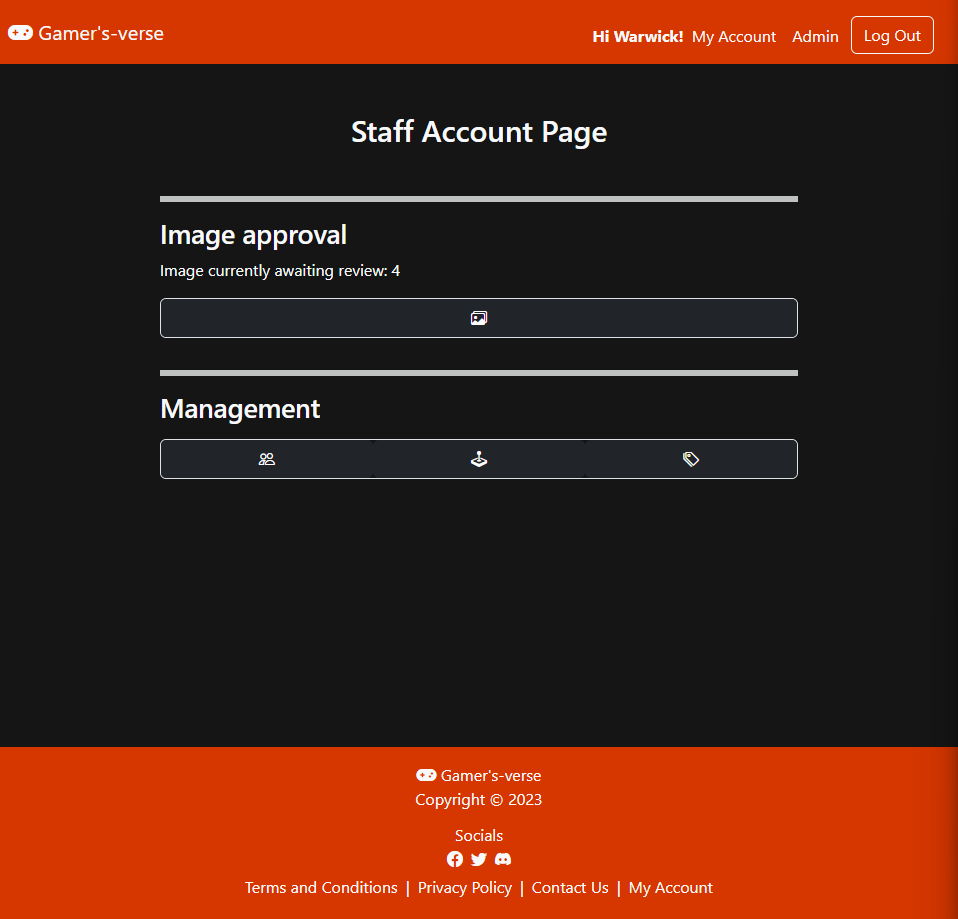 Gamer's-verse
Hi Warwick! My Account Admin Log Out
Staff Account Page
Image approval
Image currently awaiting review: 4
Management
Gamer's-verse
Copyright © 2023
Socials
Terms and Conditions | Privacy Policy | Contact Us | My Account